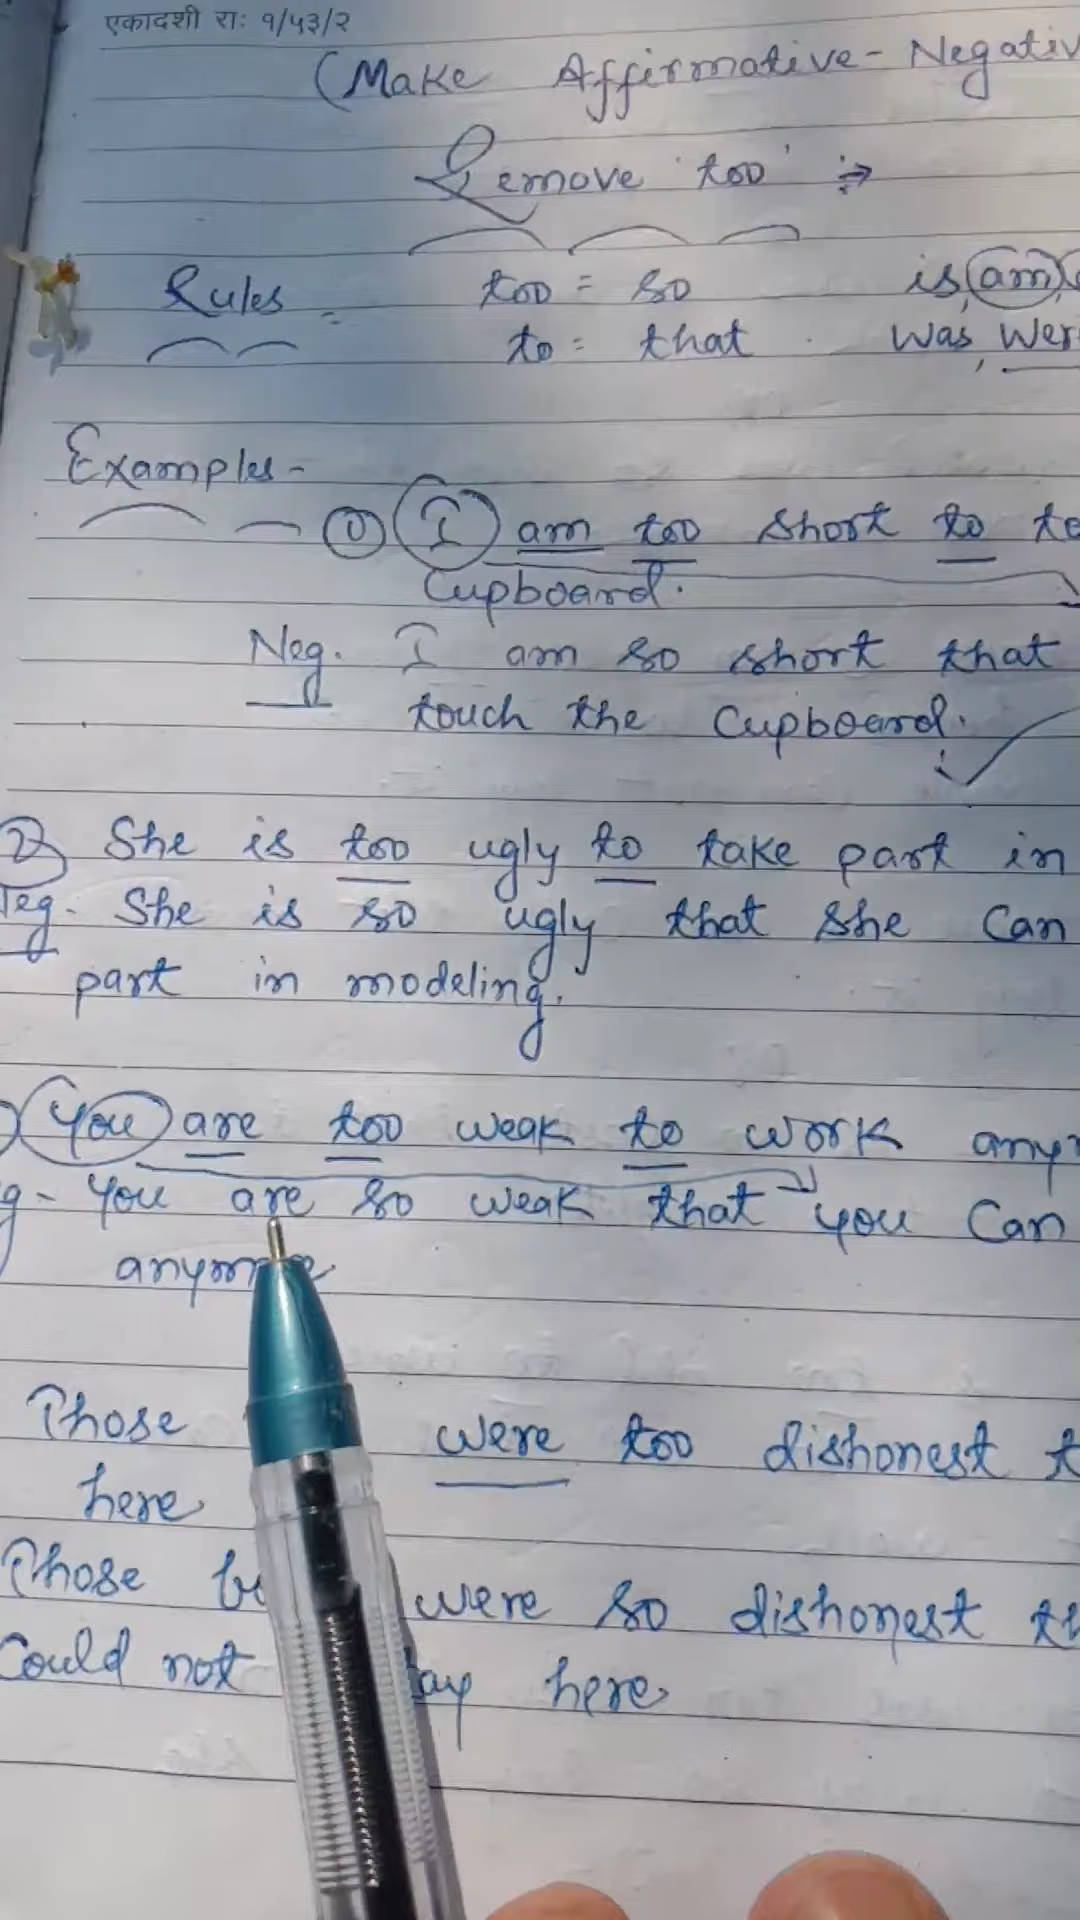 एकादशी रा: १/५३/२
(Make Affirmative - Negativ
Remove 'too' ⇒
Rules too = so is, am,
to = that was, wer
Examples -
① I am too short to to
Cupboard.
Neg. I am so short that
touch the Cupboard.
2) She is too ugly to take part in
Neg. She is so ugly that she can
part in modeling.
You are too weak to work any
g - You are so weak that you can
Those were too dishonest t
here
Those were so dishonest th
Could not here